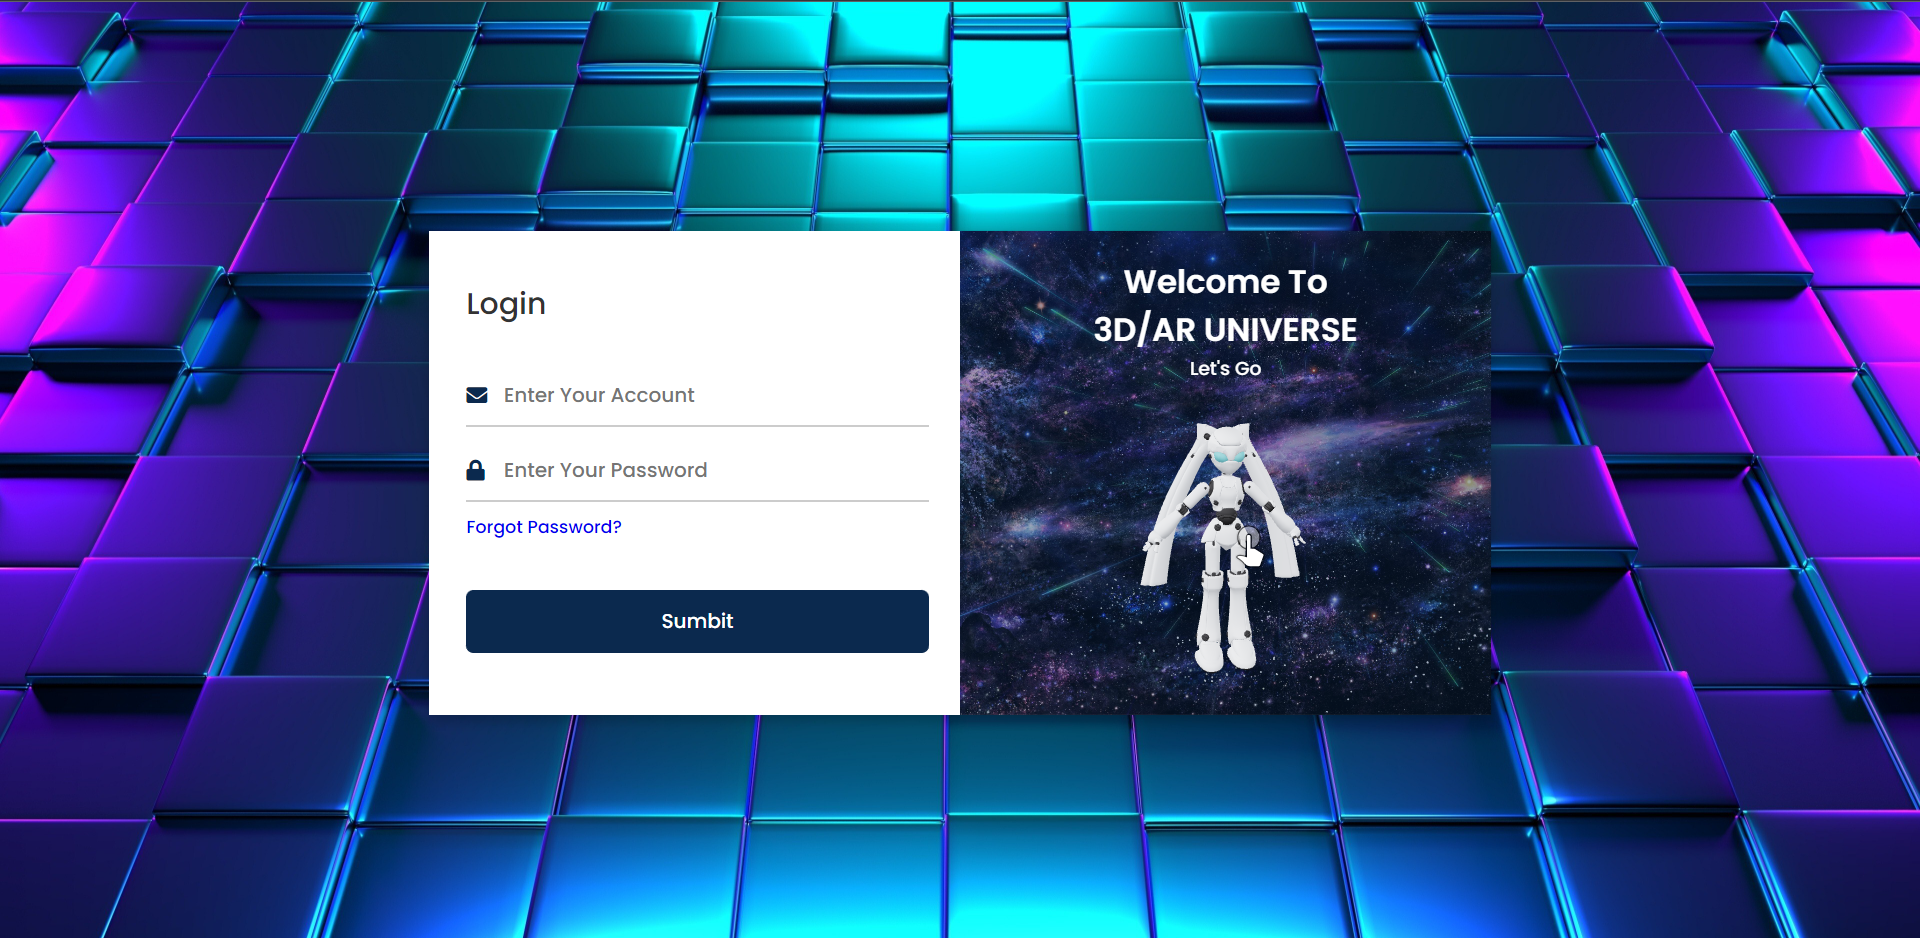 Login
Enter Your Account
Enter Your Password
Forgot Password?
Sumbit
Welcome To
3D/AR UNIVERSE
Let's Go